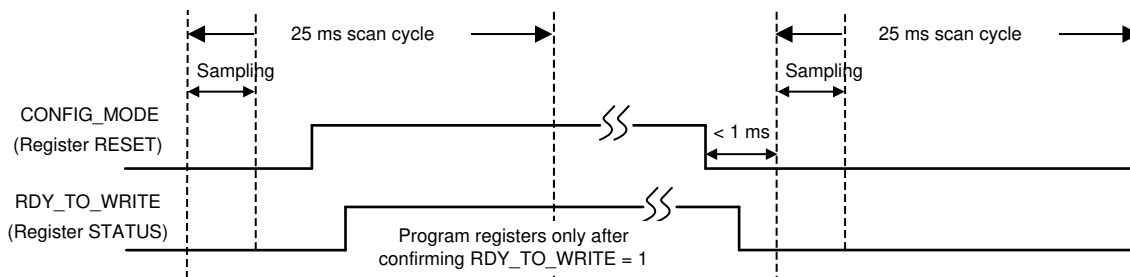 25 ms scan cycle
25 ms scan cycle
Sampling
Sampling
CONFIG_MODE
(Register RESET)
< 1 ms
RDY_TO_WRITE
(Register STATUS)
Program registers only after
confirming RDY_TO_WRITE = 1